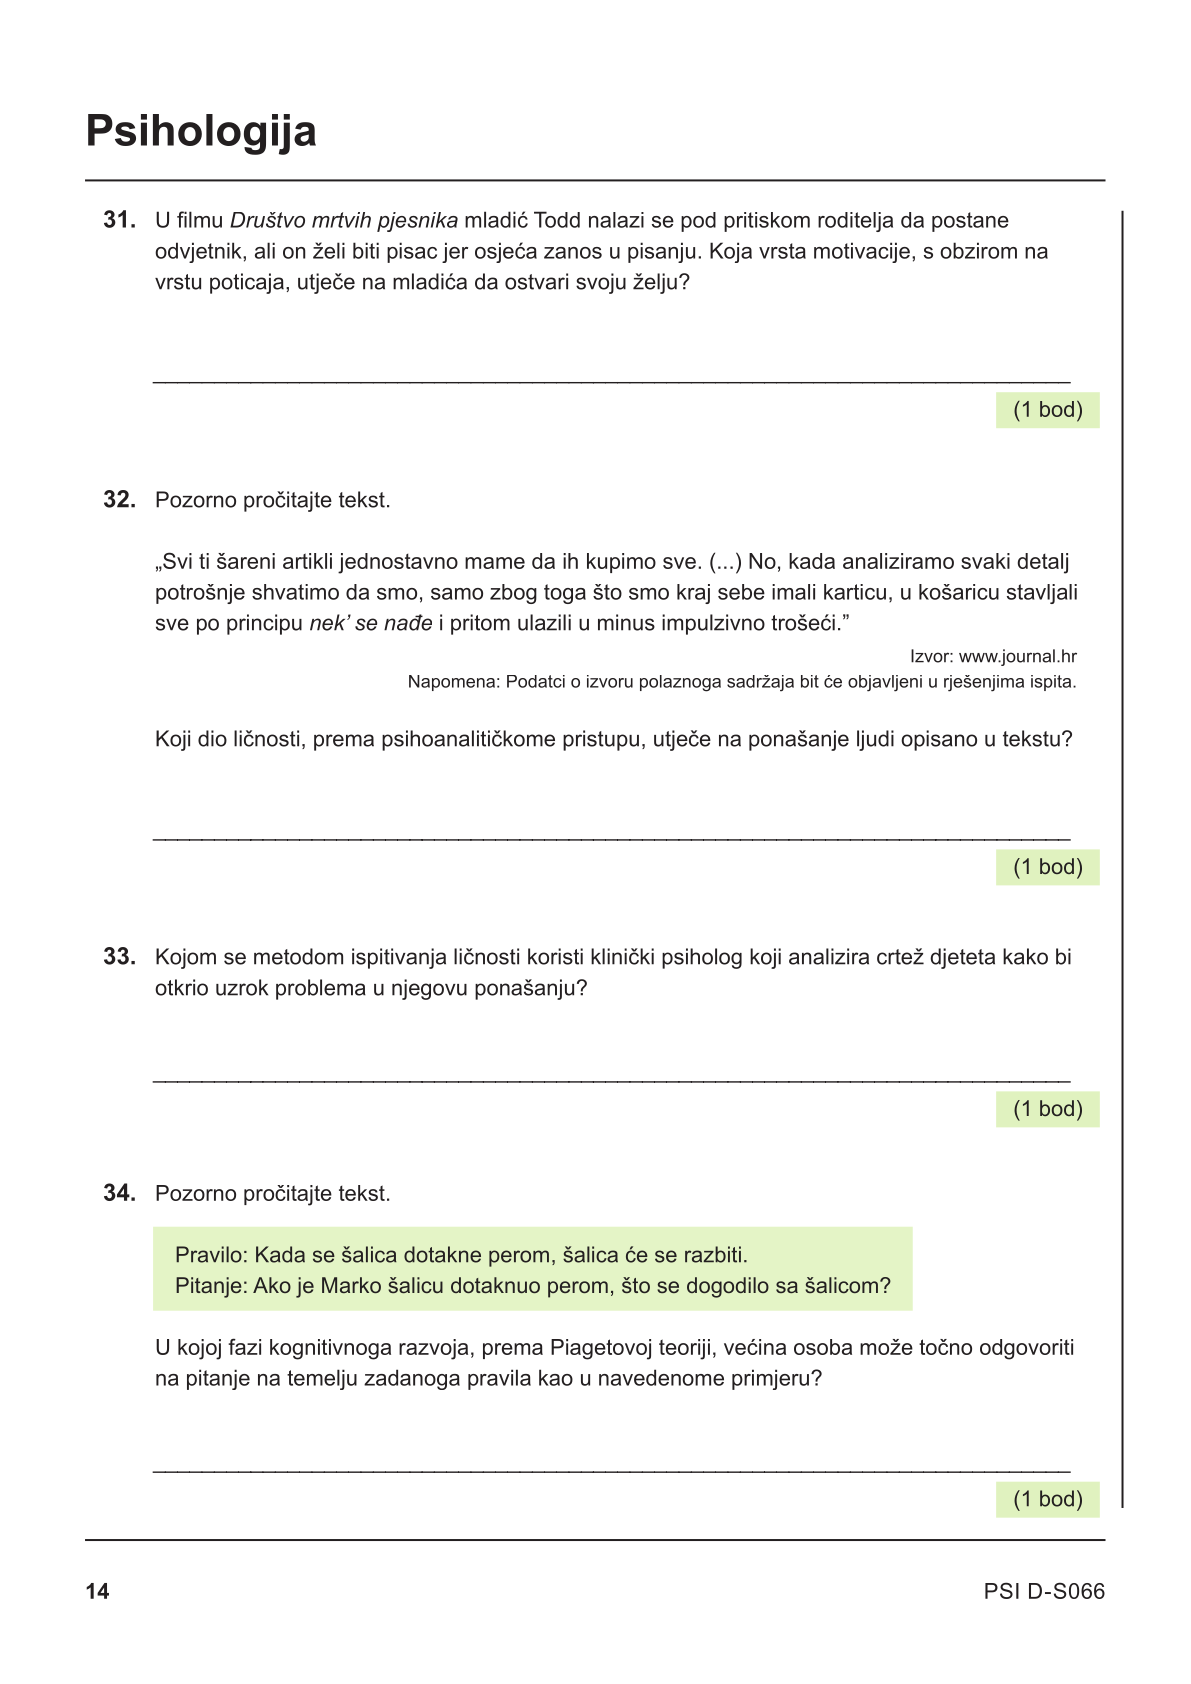 Psihologija
31. U filmu Društvo mrtvih pjesnika mladić Todd nalazi se pod pritiskom roditelja da postane
odvjetnik, ali on želi biti pisac jer osjeća zanos u pisanju. Koja vrsta motivacije, s obzirom na
vrstu poticaja, utječe na mladića da ostvari svoju želju?
(1 bod)
32. Pozorno pročitajte tekst.
„Svi ti šareni artikli jednostavno mame da ih kupimo sve. (...) No, kada analiziramo svaki detalj
potrošnje shvatimo da smo, samo zbog toga što smo kraj sebe imali karticu, u košaricu stavljali
sve po principu nek’ se nađe i pritom ulazili u minus impulzivno trošeći.”
Izvor: www.journal.hr
Napomena: Podatci o izvoru polaznoga sadržaja bit će objavljeni u rješenjima ispita.
Koji dio ličnosti, prema psihoanalitičkome pristupu, utječe na ponašanje ljudi opisano u tekstu?
(1 bod)
33. Kojom se metodom ispitivanja ličnosti koristi klinički psiholog koji analizira crtež djeteta kako bi
otkrio uzrok problema u njegovu ponašanju?
(1 bod)
34. Pozorno pročitajte tekst.
Pravilo: Kada se šalica dotakne perom, šalica će se razbiti.
Pitanje: Ako je Marko šalicu dotaknuo perom, što se dogodilo sa šalicom?
U kojoj fazi kognitivnoga razvoja, prema Piagetovoj teoriji, većina osoba može točno odgovoriti
na pitanje na temelju zadanoga pravila kao u navedenome primjeru?
(1 bod)
14 PSI D-S066